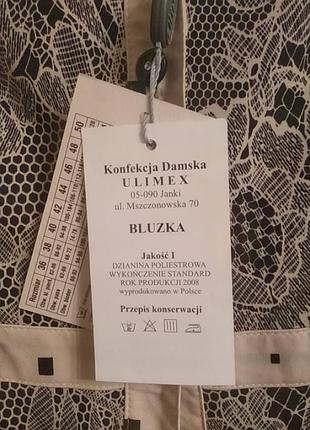 Konfekcja Damska
ULIMEX
05-090 Janki
ul. Mszczonowska 70
BLUZKA
Jakość I
DZIANINA POLIESTROWA
WYKOŃCZENIE STANDARD
ROK PRODUKCJI 2008
wyprodukowano w Polsce
Przepis konserwacji
Rozmiar 36 38 40 42 44 46 48 50